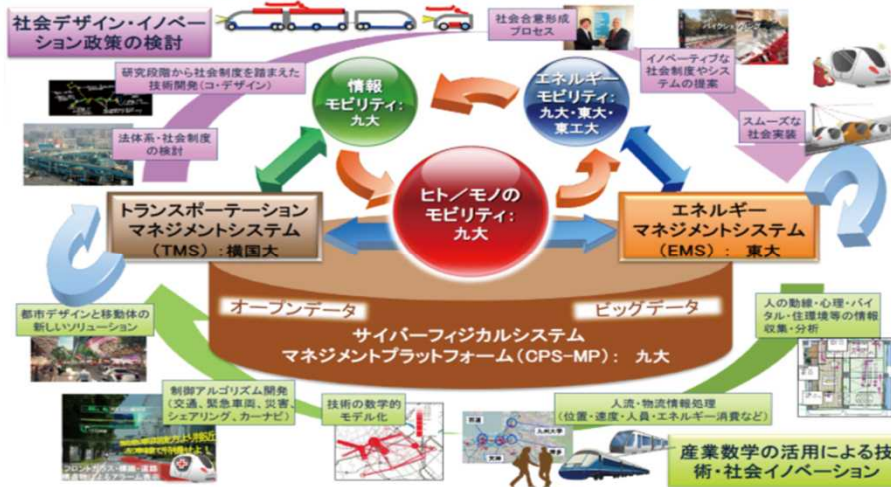 社会デザイン・イノベ
ーション政策の検討
社会合意形成
プロセス
研究段階から社会制度を踏まえた
技術開発(コ・デザイン)
イノベーティブな
社会制度やシス
テムの提案
法体系・社会制度
の検討
スムーズな
社会実装
情報
モビリティ:
九大
エネルギー
モビリティ:
九大・東大・
東工大
ヒト/モノの
モビリティ:
九大
トランスポーテーション
マネジメントシステム
(TMS):横国大
エネルギー
マネジメントシステム
(EMS): 東大
オープンデータ
ビッグデータ
サイバーフィジカルシステム
マネジメントプラットフォーム(CPS-MP): 九大
都市デザインと移動体の
新しいソリューション
人の動線・心理・バイ
タル・住環境等の情報
収集・分析
制御アルゴリズム開発
(交通、緊急車両、災害、
シェアリング、カーナビ)
技術の数学的
モデル化
人流・物流情報処理
(位置・速度・人員・エネルギー消費など)
産業数学の活用による技
術・社会イノベーション